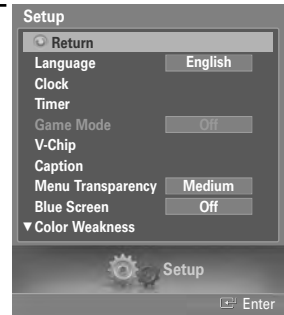 Setup
Return
Language English
Clock
Timer
Game Mode Off
V-Chip
Caption
Menu Transparency Medium
Blue Screen Off
▼Color Weakness
Setup
Enter